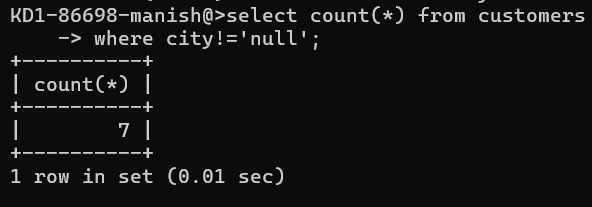 KD1-86698-manish@>select count(*) from customers
    -> where city!='null';
+----------+
| count(*) |
+----------+
|        7 |
+----------+
1 row in set (0.01 sec)